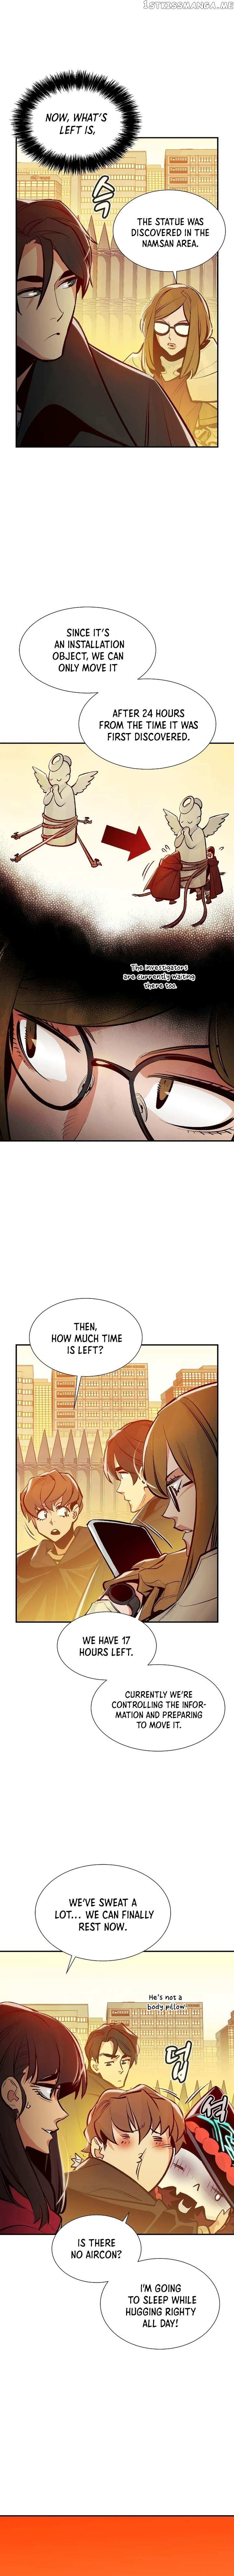 1STKISSMANGA.ME
NOW, WHAT'S
LEFT IS,
스윽
THE STATUE WAS
DISCOVERED IN THE
NAMSAN AREA.
SINCE IT'S
AN INSTALLATION
OBJECT, WE CAN
ONLY MOVE IT
AFTER 24 HOURS
FROM THE TIME IT WAS
FIRST DISCOVERED.
The investigators
are currently waiting
there too.
THEN,
HOW MUCH TIME
IS LEFT?
WE HAVE 17
HOURS LEFT.
CURRENTLY WE'RE
CONTROLLING THE INFOR-
MATION AND PREPARING
TO MOVE IT.
WE'VE SWEAT A
LOT... WE CAN FINALLY
REST NOW.
He's not a
body pillow.
IS THERE
NO AIRCON?
I'M GOING
TO SLEEP WHILE
HUGGING RIGHTY
ALL DAY!